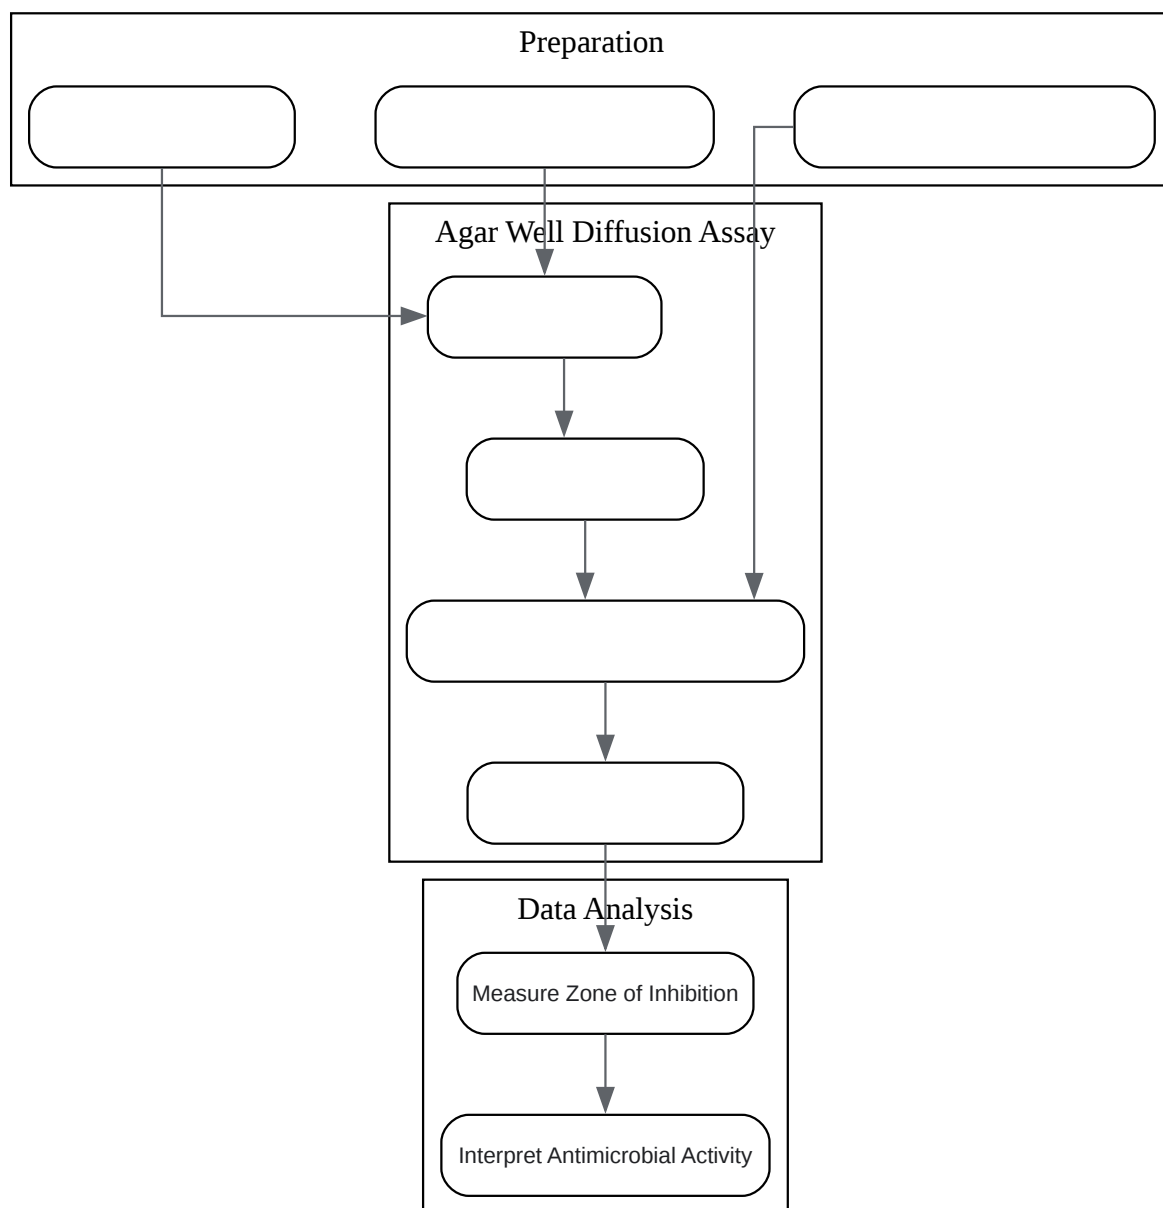 Preparation
Agar Well Diffusion Assay
Data Analysis
Measure Zone of Inhibition
Interpret Antimicrobial Activity